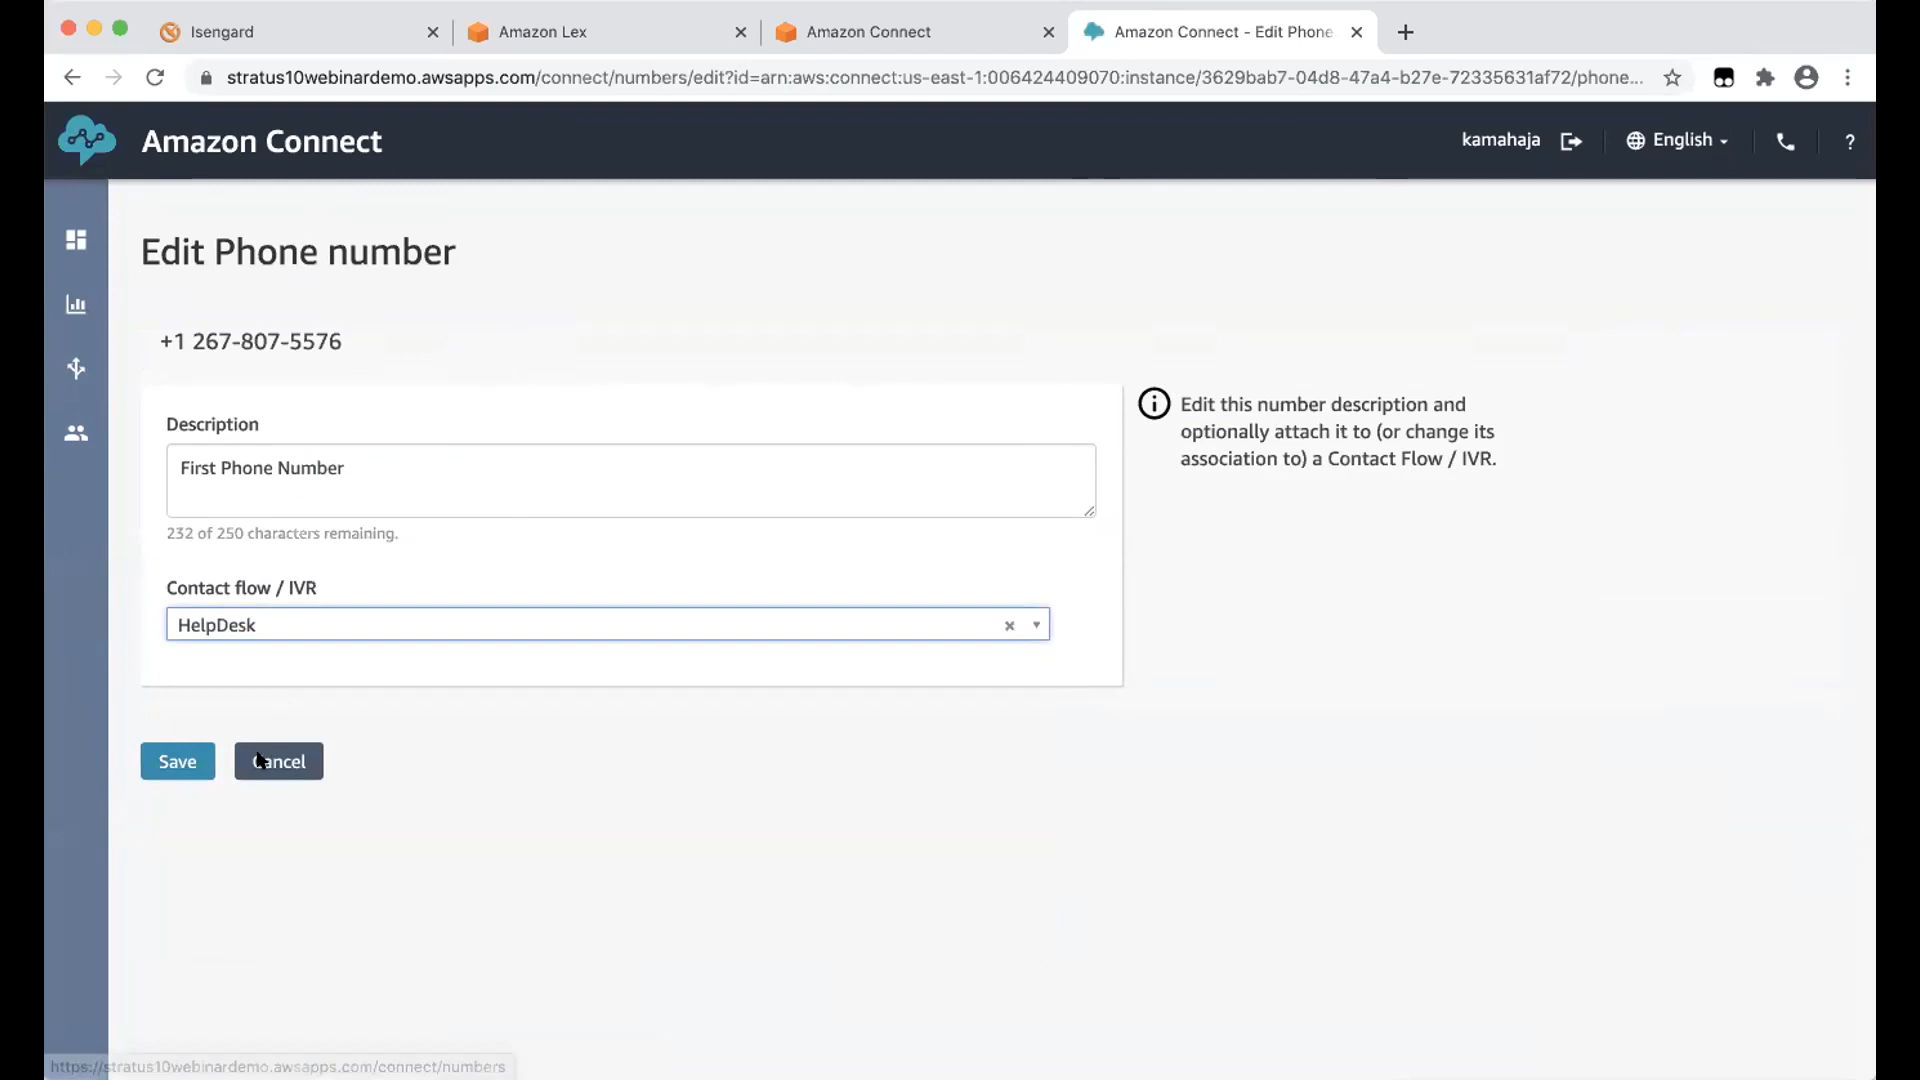 Isengard
Amazon Lex
Amazon Connect
Amazon Connect - Edit Phone
stratus10webinardemo.awsapps.com/connect/numbers/edit?id=arn:aws:connect:us-east-1:006424409070:instance/3629bab7-04d8-47a4-b27e-72335631af72/phone...
Amazon Connect
kamahaja
English
?
Edit Phone number
+1 267-807-5576
Description
First Phone Number
232 of 250 characters remaining.
Contact flow / IVR
HelpDesk
Edit this number description and
optionally attach it to (or change its
association to) a Contact Flow / IVR.
Save
Cancel
https://stratus10webinardemo.awsapps.com/connect/numbers